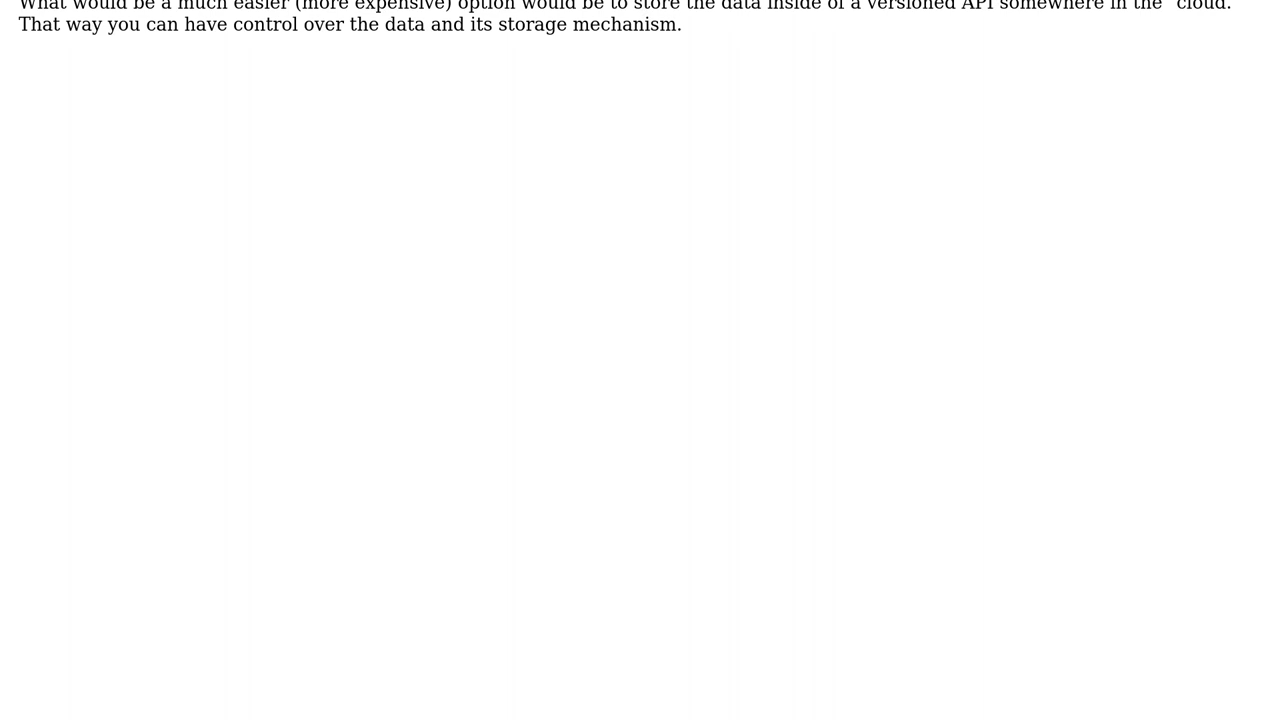 What would be a much easier (more expensive) option would be to store the data inside of a versioned API somewhere in the "cloud.
That way you can have control over the data and its storage mechanism.